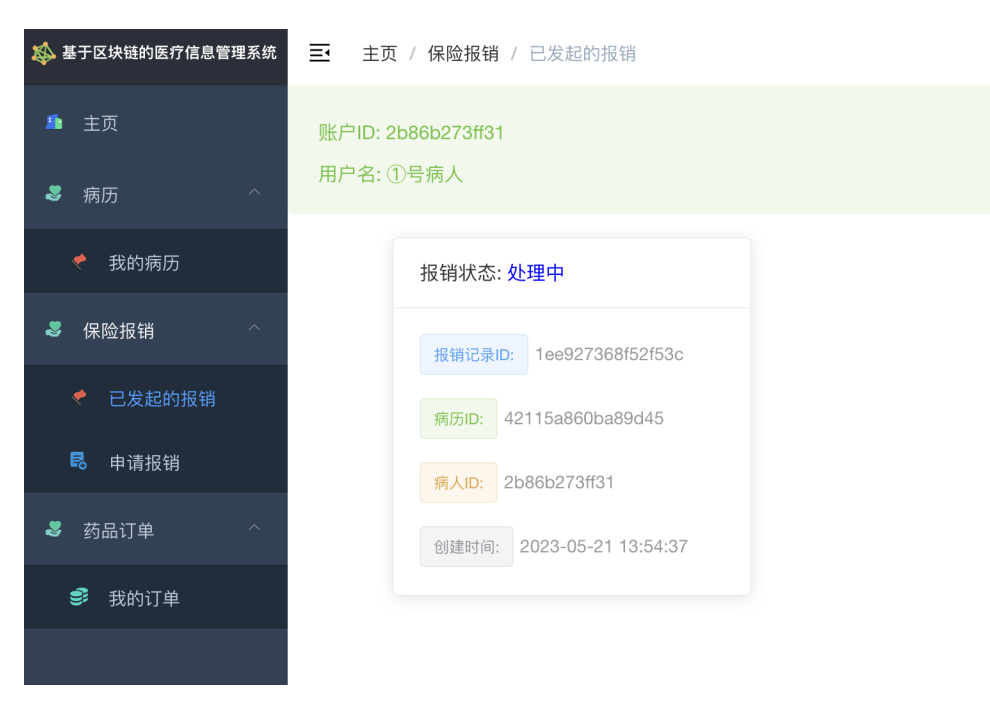 基于区块链的医疗信息管理系统
主页 / 保险报销 / 已发起的报销
主页
病历
我的病历
保险报销
已发起的报销
申请报销
药品订单
我的订单
账户ID: 2b86b273ff31
用户名: ①号病人
报销状态: 处理中
报销记录ID: 1ee927368f52f53c
病历ID: 42115a860ba89d45
病人ID: 2b86b273ff31
创建时间: 2023-05-21 13:54:37